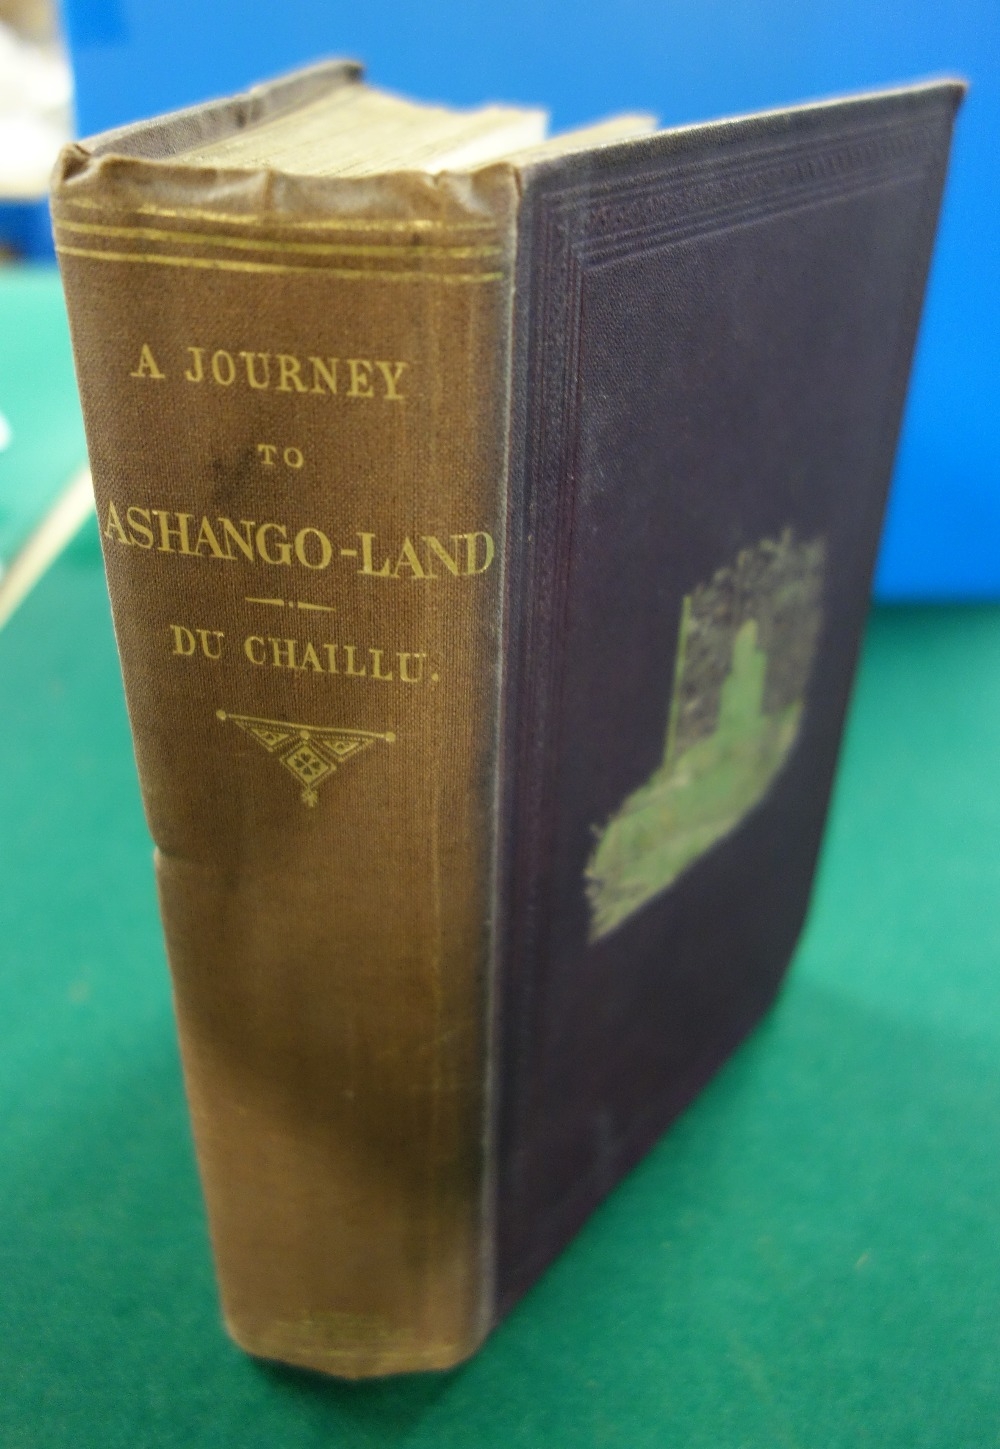 A JOURNEY
TO
ASHANGO-LAND
DU CHAILLU.